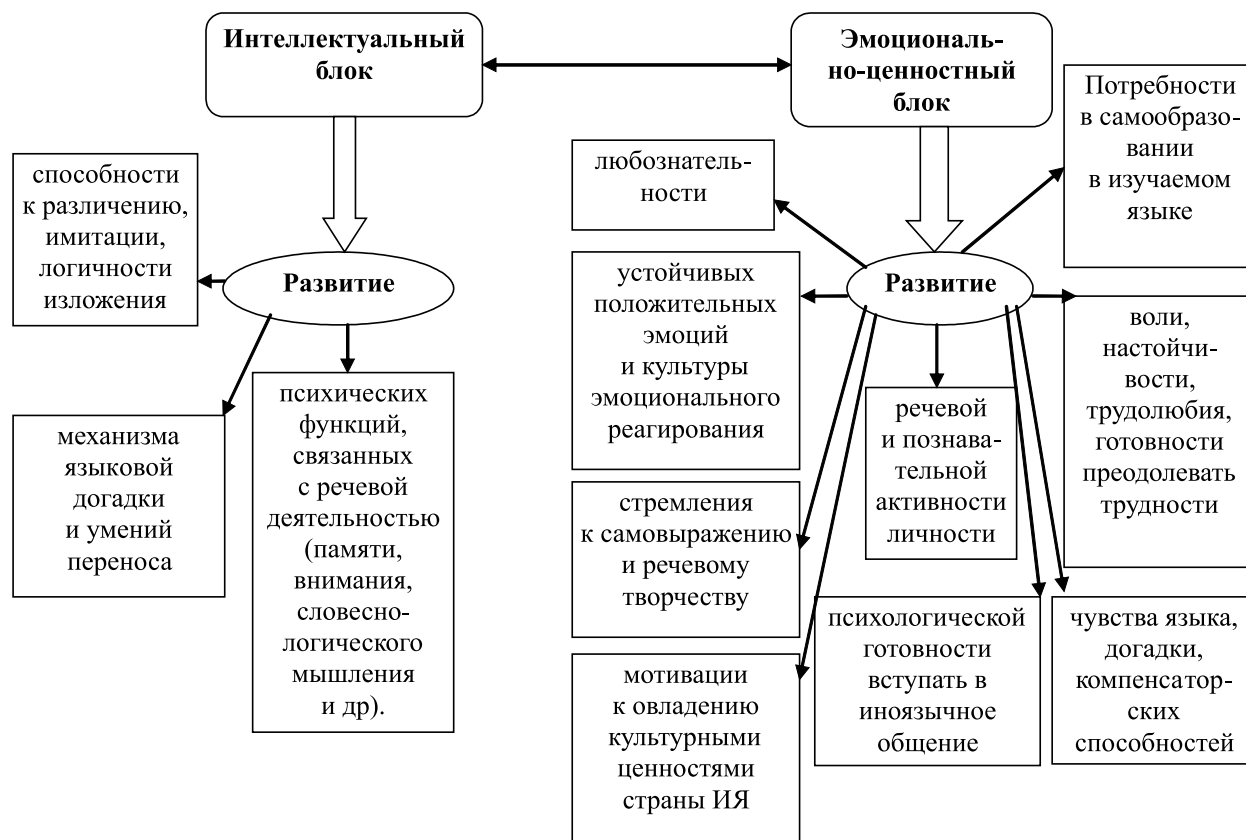 Интеллектуальный
блок
Эмоциональ-
но-ценностный
блок
способности
к различению,
имитации,
логичности
изложения
Развитие
механизма
языковой
догадки
и умений
переноса
психических
функций,
связанных
с речевой
деятельностью
(памяти,
внимания,
словесно-
логического
мышления
и др).
любознатель-
ности
Потребности
в самообразо-
вании
в изучаемом
языке
Развитие
устойчивых
положительных
эмоций
и культуры
эмоционального
реагирования
речевой
и познава-
тельной
активности
личности
воли,
настойчи-
вости,
трудолюбия,
готовности
преодолевать
трудности
стремления
к самовыражению
и речевому
творчеству
мотивации
к овладению
культурными
ценностями
страны ИЯ
психологической
готовности
вступать в
иноязычное
общение
чувства языка,
догадки,
компенсатор-
ских
способностей